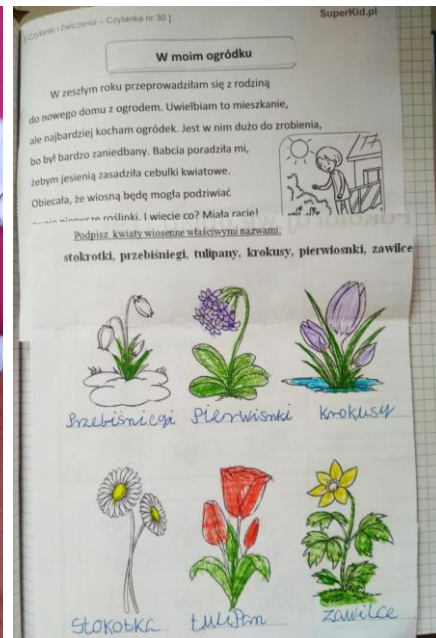 [ Czytanki i ćwiczenia – Czytanka nr 30 ]
SuperKid.pl
W moim ogródku
W zeszłym roku przeprowadziłam się z rodziną
do nowego domu z ogrodem. Uwielbiam to mieszkanie,
ale najbardziej kocham ogródek. Jest w nim dużo do zrobienia,
bo był bardzo zaniedbany. Babcia poradziła mi,
żebym jesienią zasadziła cebulki kwiatowe.
Obiecała, że wiosną będę mogła podziwiać
roślinki. I wiecie co? Miała rację!
Podpisz kwiaty wiosenne właściwymi nazwami:
stokrotki, przebiśniegi, tulipany, krokusy, pierwiosnki, zawilce
Przebiśniegi Pierwisnki Krokusy
Stokotka tulipan zawilce